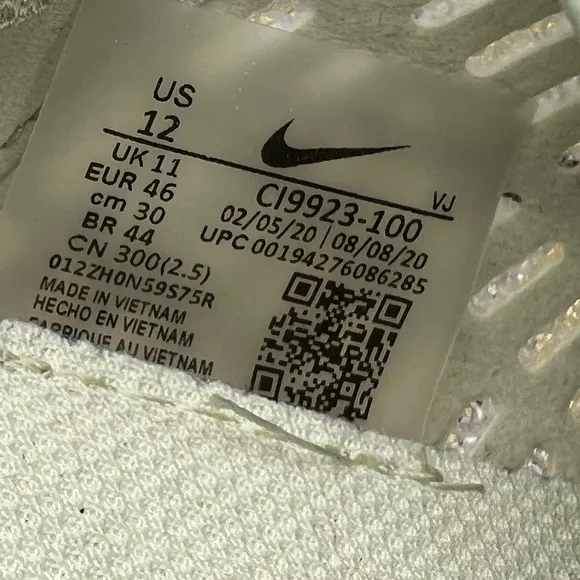 US
12
UK 11
EUR 46
cm 30
BR 44
CN 300(2.5)
012ZH0N59S75R
MADE IN VIETNAM
HECHO EN VIETNAM
FABRIQUE AU VIETNAM
VJ
CI9923-100
02/05/20 | 08/08/20
UPC 00194276086285